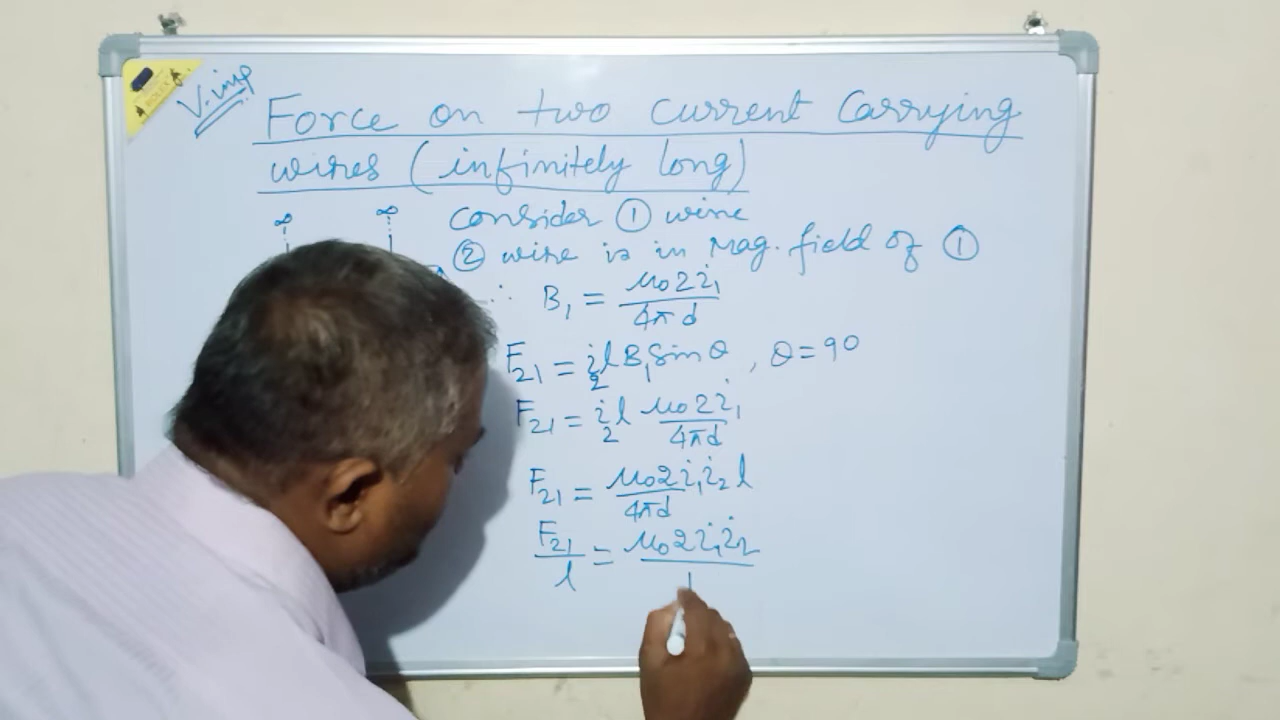 V.imp
Force on two current carrying
wires (infinitely long)
∞ ∞
consider ① wire
② wire is in Mag. field of ①
∴ B₁ = μ₀2i₁/4πd
F₂₁ = i₂lB₁sinθ, θ=90
F₂₁ = i₂l μ₀2i₁/4πd
F₂₁ = μ₀2i₁i₂l/4πd
F₂₁/l = μ₀2i₁i₂/